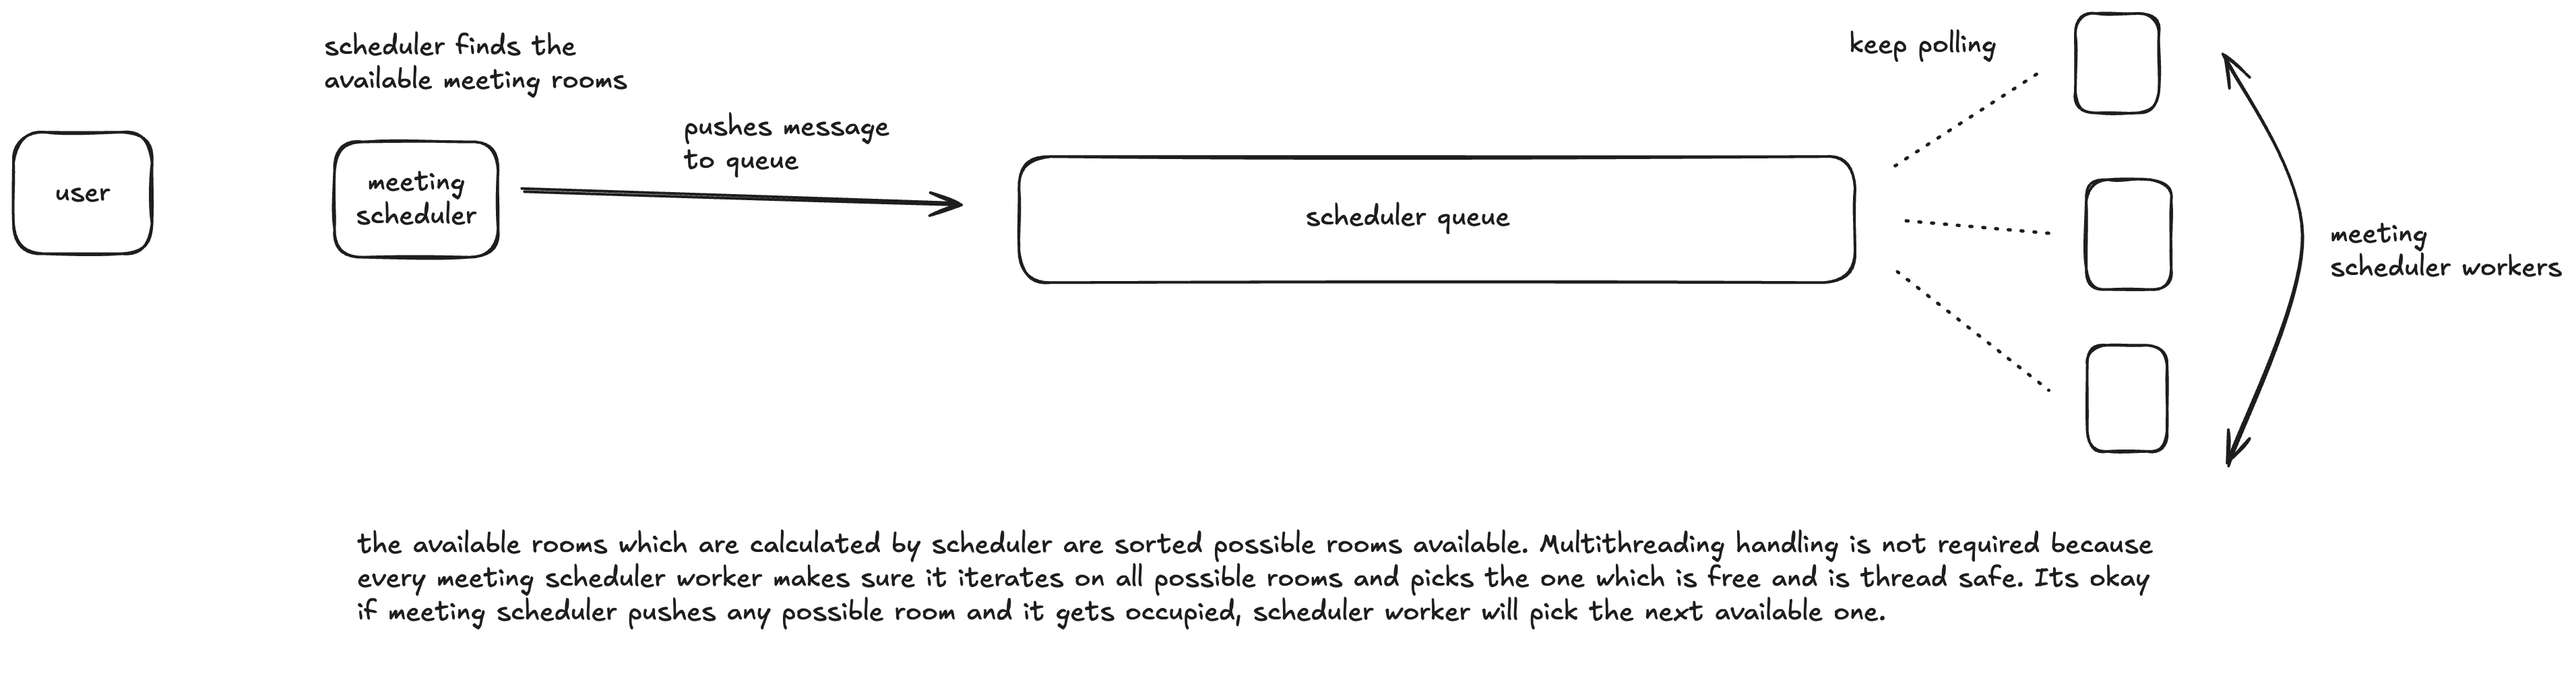 scheduler finds the
available meeting rooms
keep polling
pushes message
to queue
user
meeting
scheduler
scheduler queue
meeting
scheduler workers
the available rooms which are calculated by scheduler are sorted possible rooms available. Multithreading handling is not required because
every meeting scheduler worker makes sure it iterates on all possible rooms and picks the one which is free and is thread safe. Its okay
if meeting scheduler pushes any possible room and it gets occupied, scheduler worker will pick the next available one.